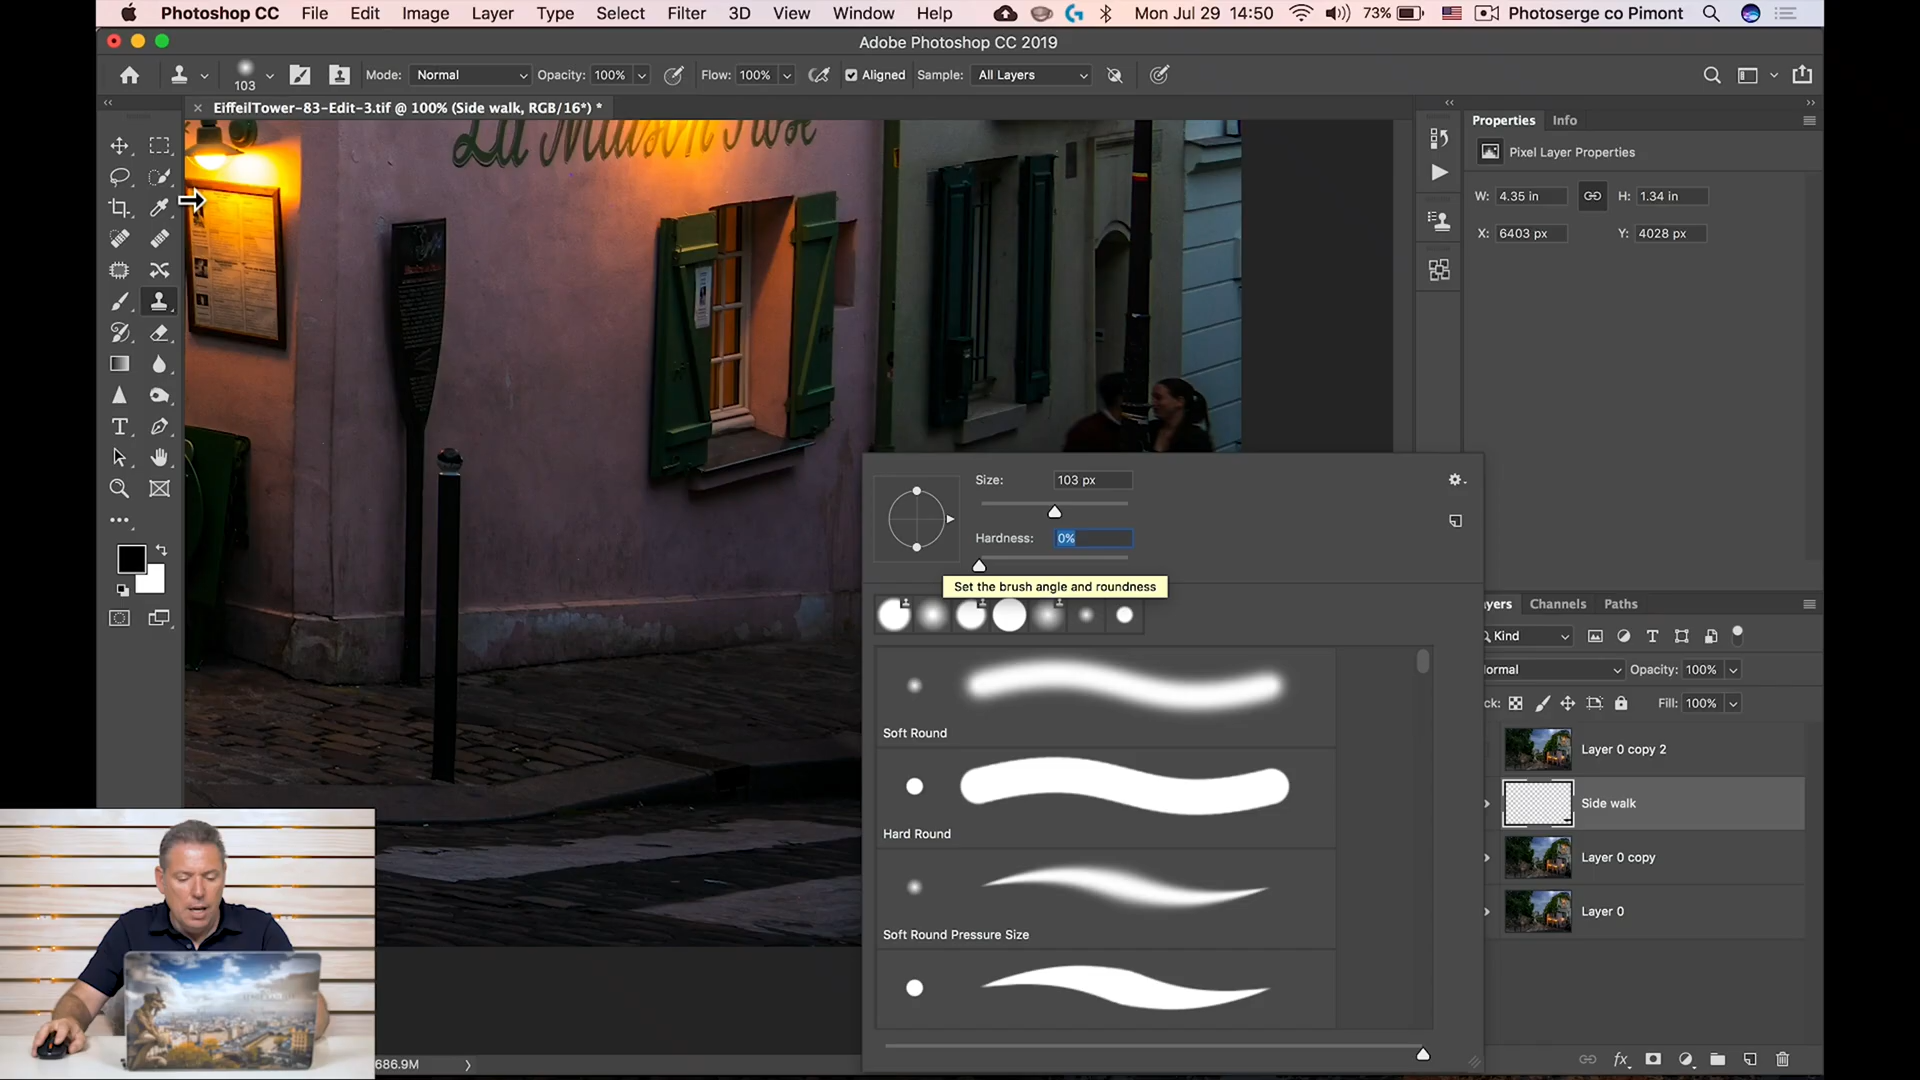 Photoshop CC File Edit Image Layer Type Select Filter 3D View Window Help Mon Jul 29 14:50 73% Photoserge co Pimont
Adobe Photoshop CC 2019
103 Mode: Normal Opacity: 100% Flow: 100% Aligned Sample: All Layers
EiffeilTower-83-Edit-3.tif @ 100% (Side walk, RGB/16*) *
La Maison Rose
Properties Info
Pixel Layer Properties
W: 4.35 in H: 1.34 in
X: 6403 px Y: 4028 px
Size: 103 px
Hardness: 0%
Set the brush angle and roundness
Soft Round
Hard Round
Soft Round Pressure Size
yers Channels Paths
Kind
ormal Opacity: 100%
ck: Fill: 100%
Layer 0 copy 2
Side walk
Layer 0 copy
Layer 0
686.9M